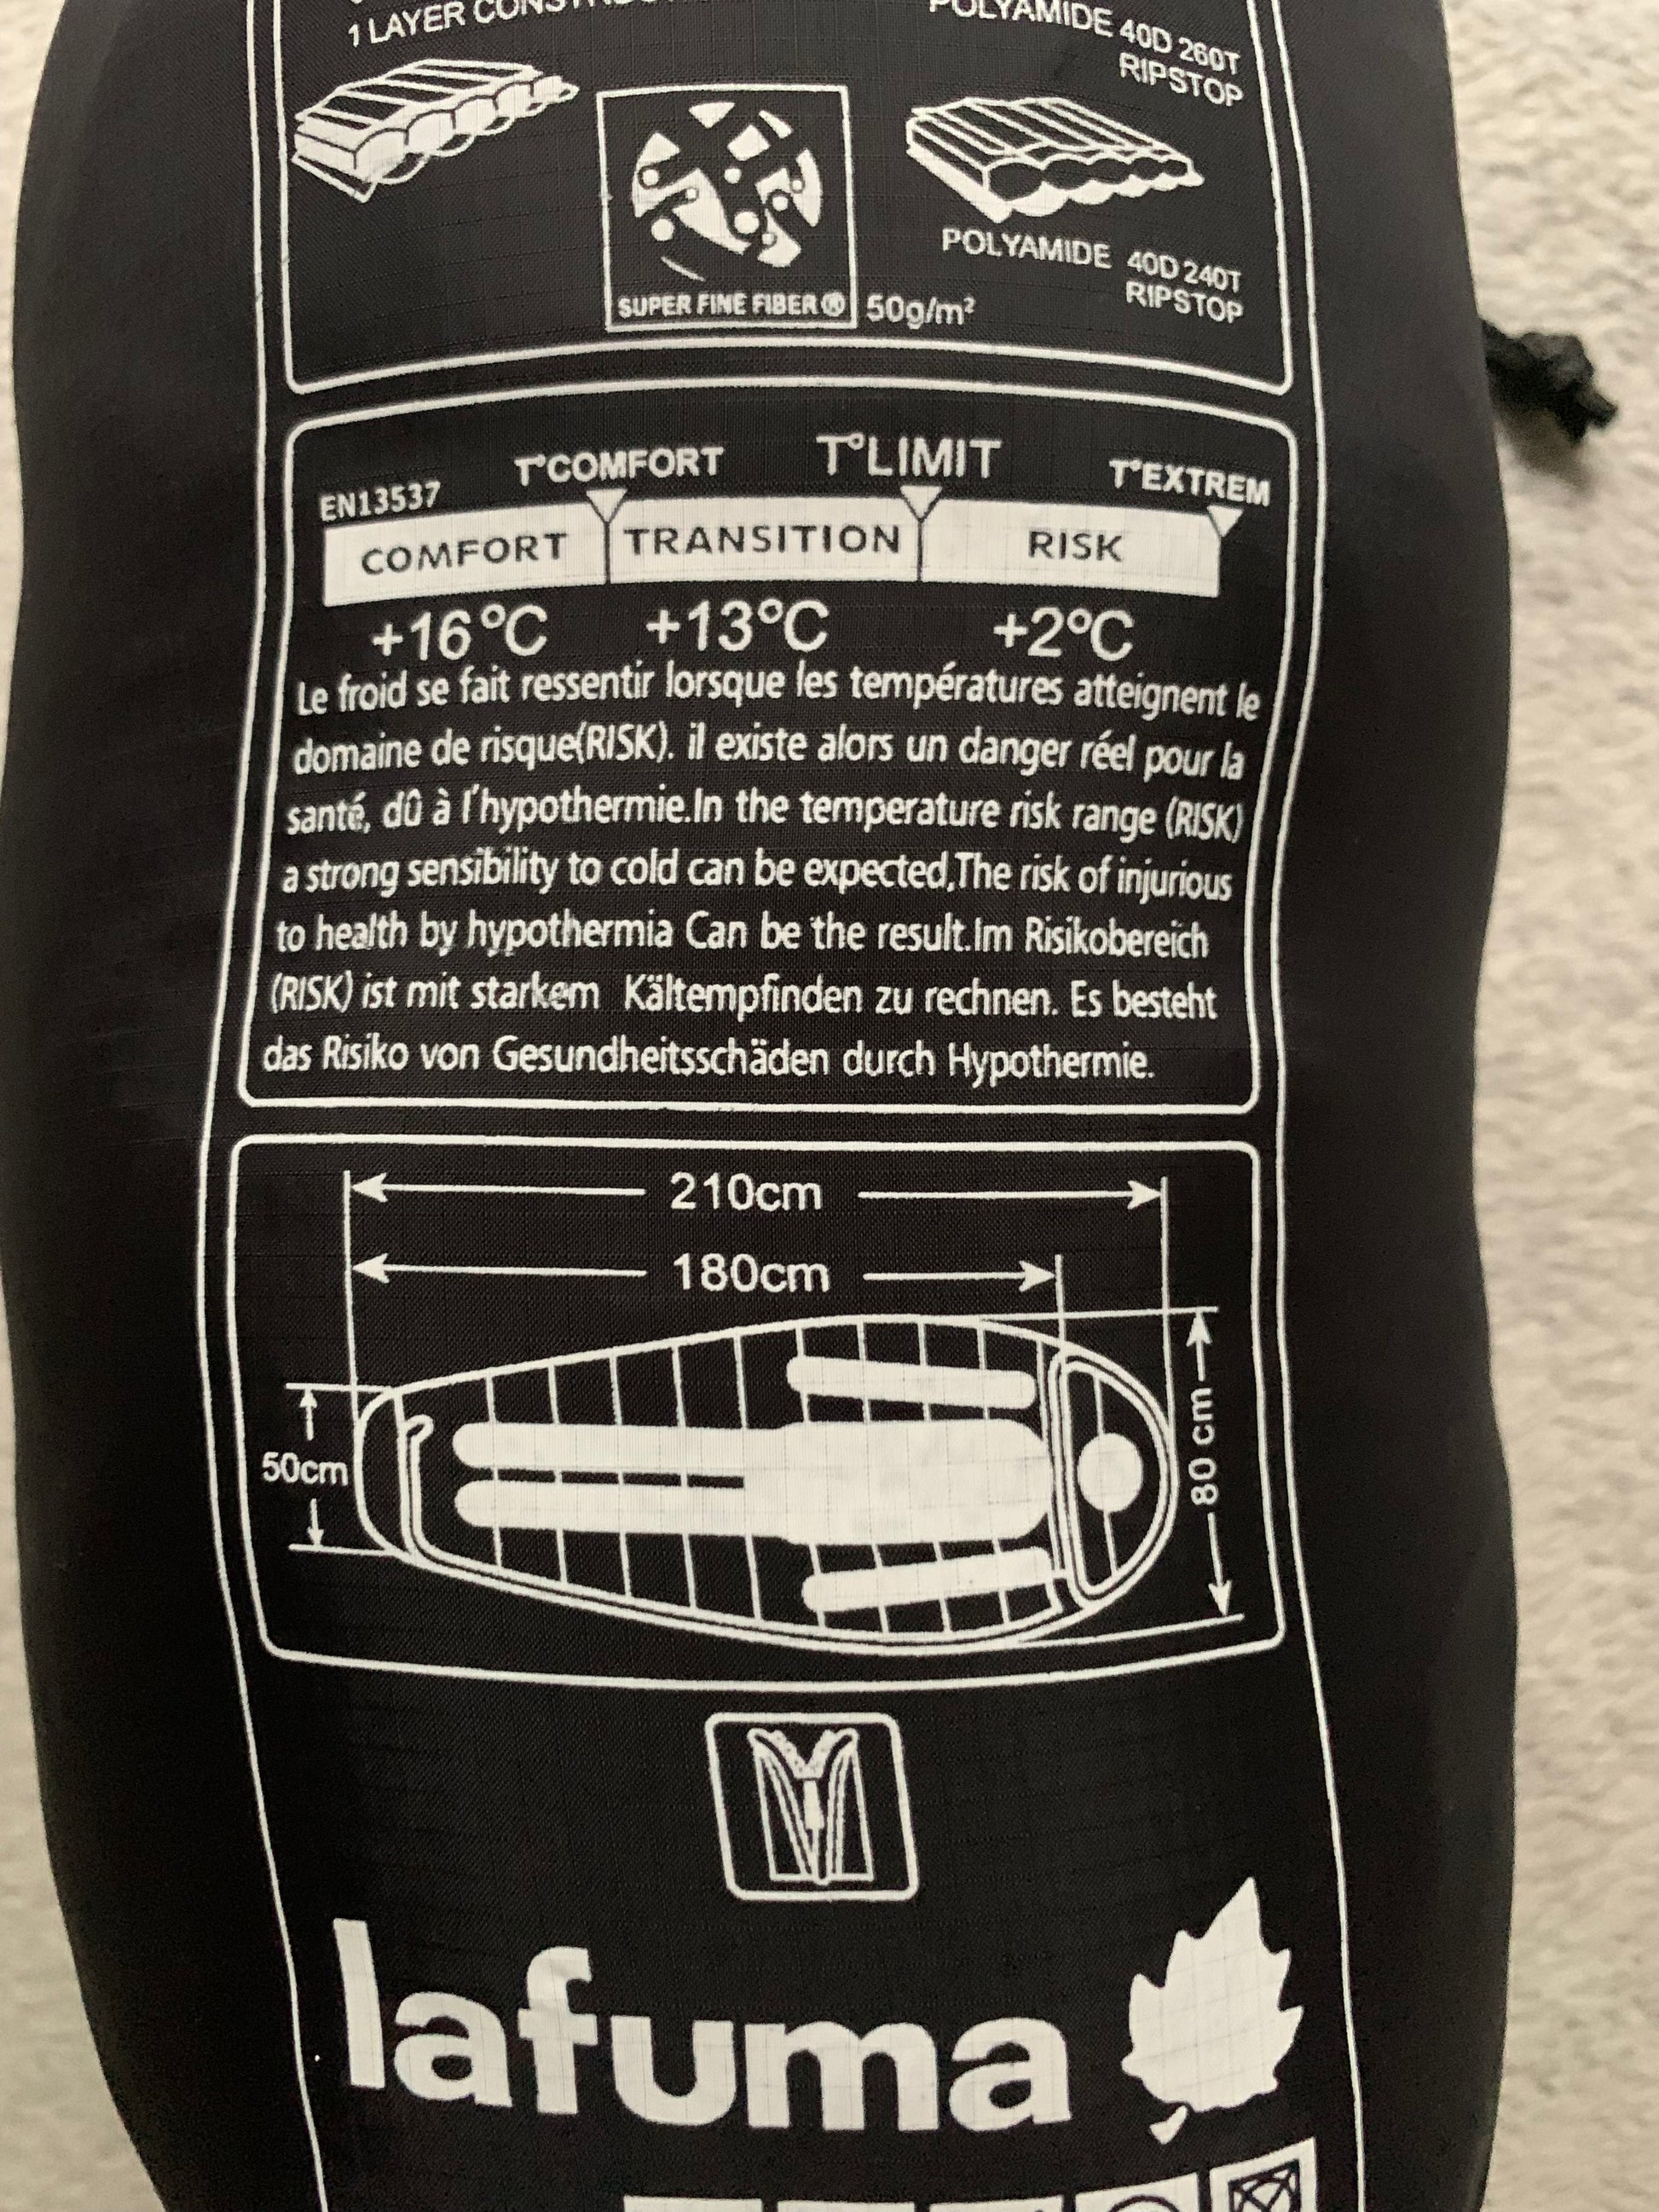 1 LAYER
POLYAMIDE 40D 260T
RIPSTOP
POLYAMIDE 40D 240T
RIPSTOP
SUPER FINE FIBER® 50g/m²
EN13537 T°COMFORT T°LIMIT T°EXTREM
COMFORT TRANSITION RISK
+16°C +13°C +2°C
Le froid se fait ressentir lorsque les températures atteignent le
domaine de risque(RISK). il existe alors un danger réel pour la
santé, dû à l'hypothermie.In the temperature risk range (RISK)
a strong sensibility to cold can be expected,The risk of injurious
to health by hypothermia Can be the result.Im Risikobereich
(RISK) ist mit starkem Kältempfinden zu rechnen. Es besteht
das Risiko von Gesundheitsschäden durch Hypothermie.
210cm
180cm
50cm
80 cm
lafuma